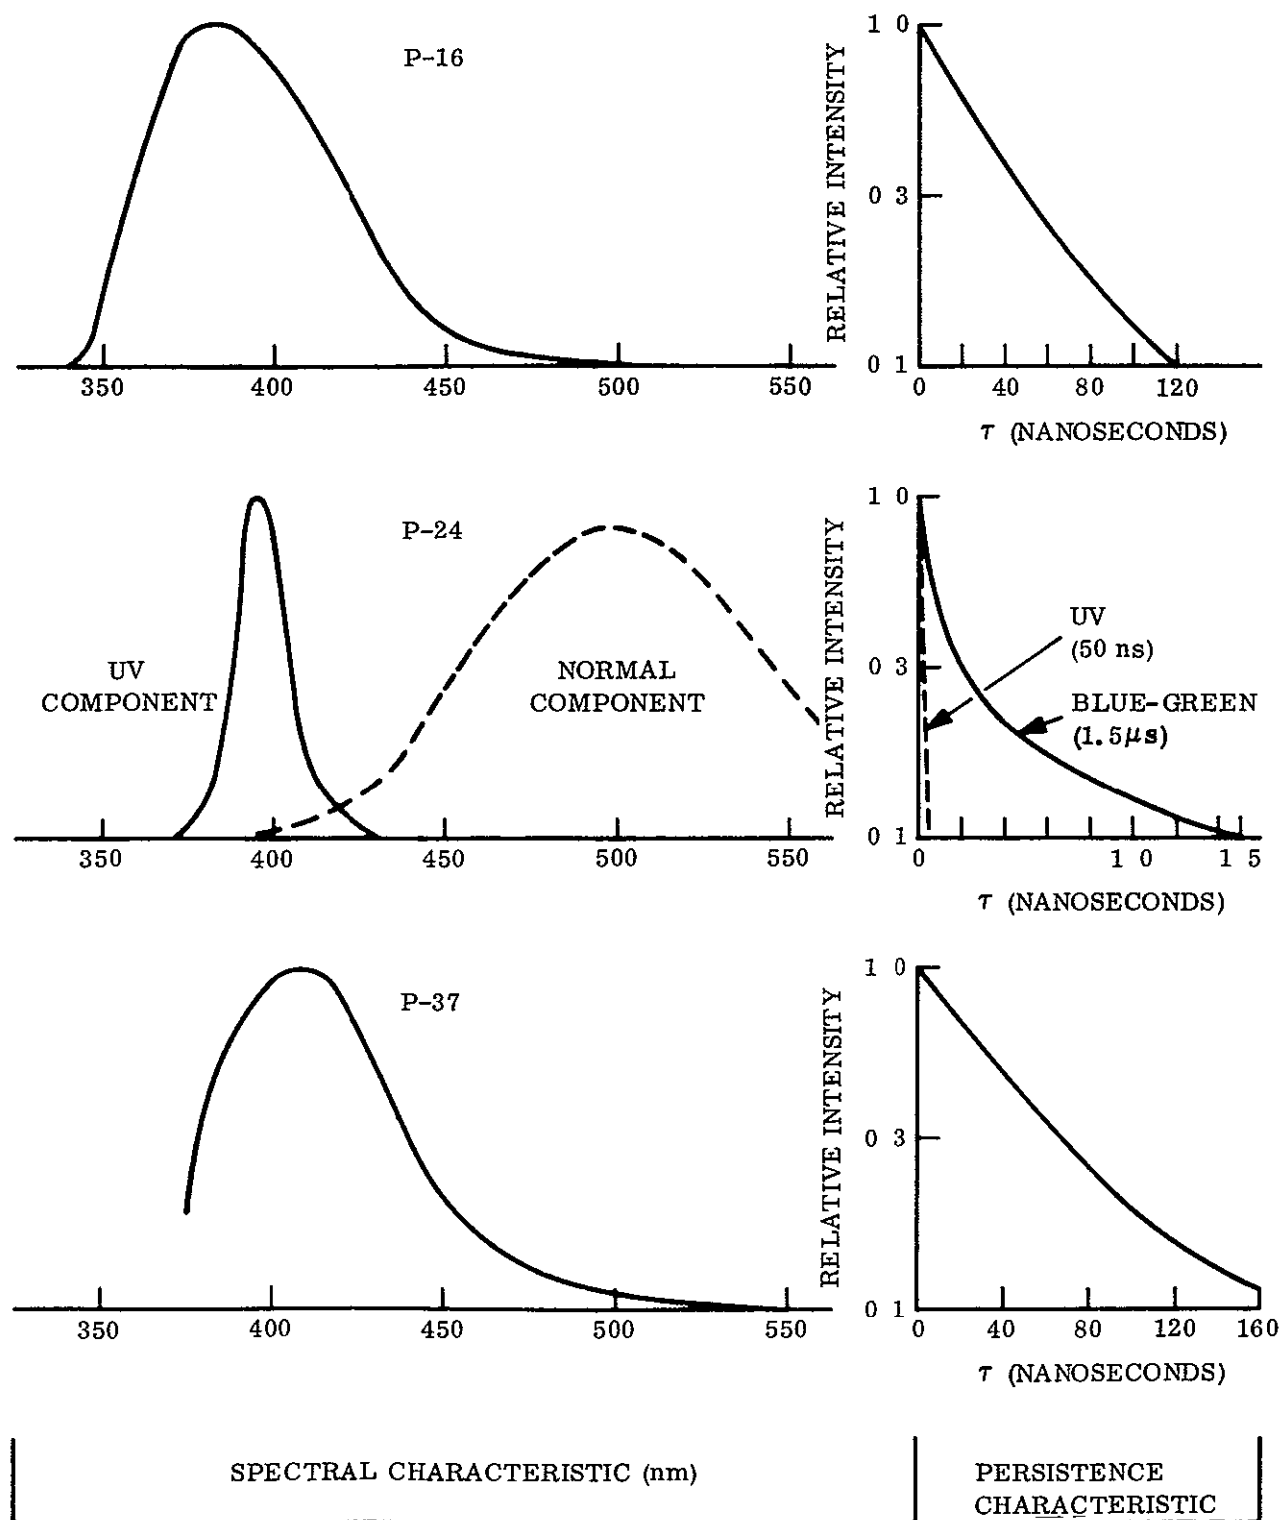 P-16
350 400 450 500 550
RELATIVE INTENSITY
1 0
0 3
0 1
0 40 80 120
τ (NANOSECONDS)
P-24
UV
COMPONENT
NORMAL
COMPONENT
350 400 450 500 550
RELATIVE INTENSITY
1 0
0 3
0 1
UV
(50 ns)
BLUE-GREEN
(1.5μs)
0 1 0 1 5
τ (NANOSECONDS)
P-37
350 400 450 500 550
RELATIVE INTENSITY
1 0
0 3
0 1
0 40 80 120 160
τ (NANOSECONDS)
SPECTRAL CHARACTERISTIC (nm)
PERSISTENCE
CHARACTERISTIC